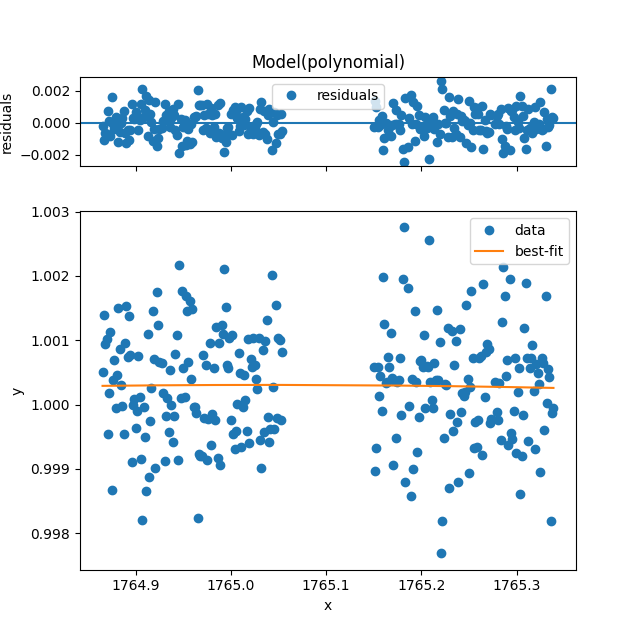 Model(polynomial)
residuals
0.002
0.000
−0.002
residuals
1.003
1.002
1.001
1.000
0.999
0.998
y
data
best-fit
1764.9
1765.0
1765.1
1765.2
1765.3
x